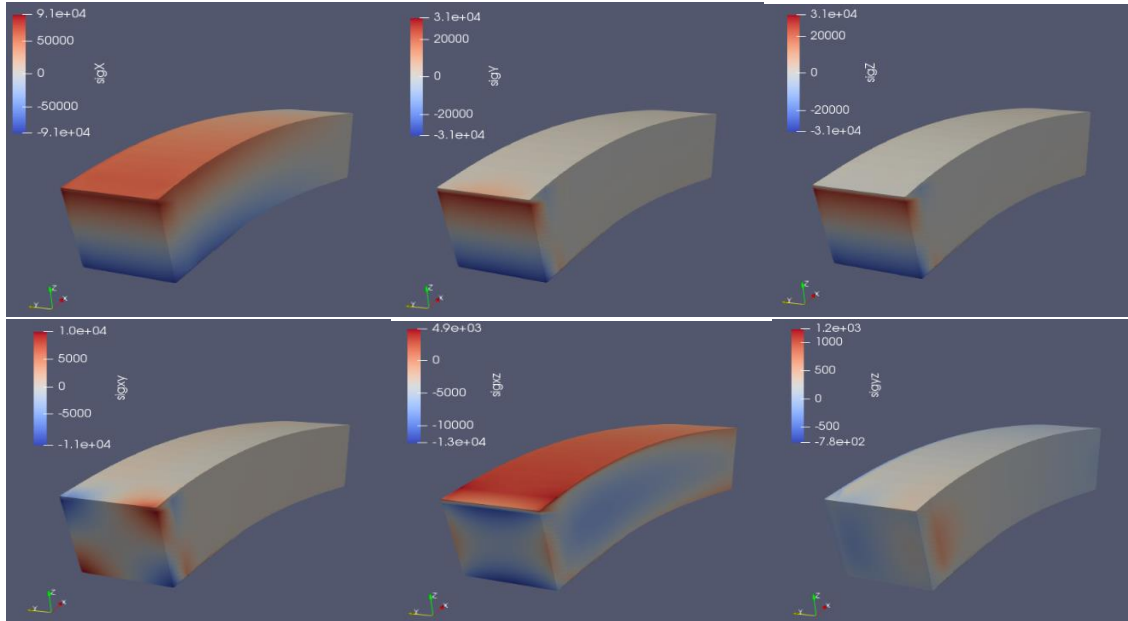 9.1e+04
50000
0
-50000
-9.1e+04
sigX
3.1e+04
20000
0
-20000
-3.1e+04
sigY
3.1e+04
20000
0
-20000
-3.1e+04
sigZ
Z
Y
X
Z
Y
X
Z
Y
X
1.0e+04
5000
0
-5000
-1.1e+04
sigxy
4.9e+03
0
-5000
-10000
-1.3e+04
sigxz
1.2e+03
1000
500
0
-500
-7.8e+02
sigyz
Z
Y
X
Z
Y
X
Z
Y
X